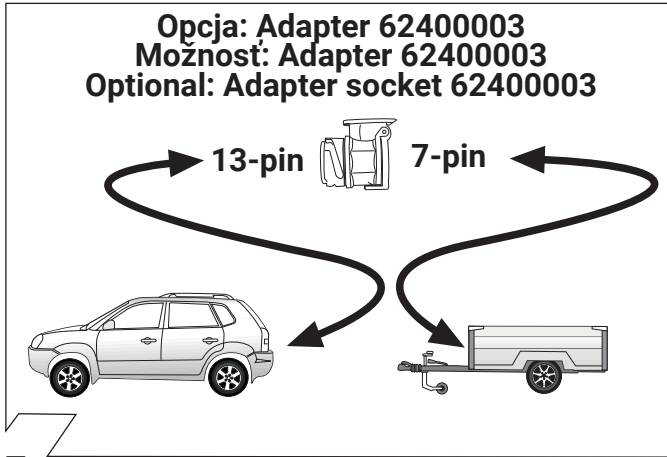 Opcja: Adapter 62400003
Možnosť: Adapter 62400003
Optional: Adapter socket 62400003
13-pin 7-pin